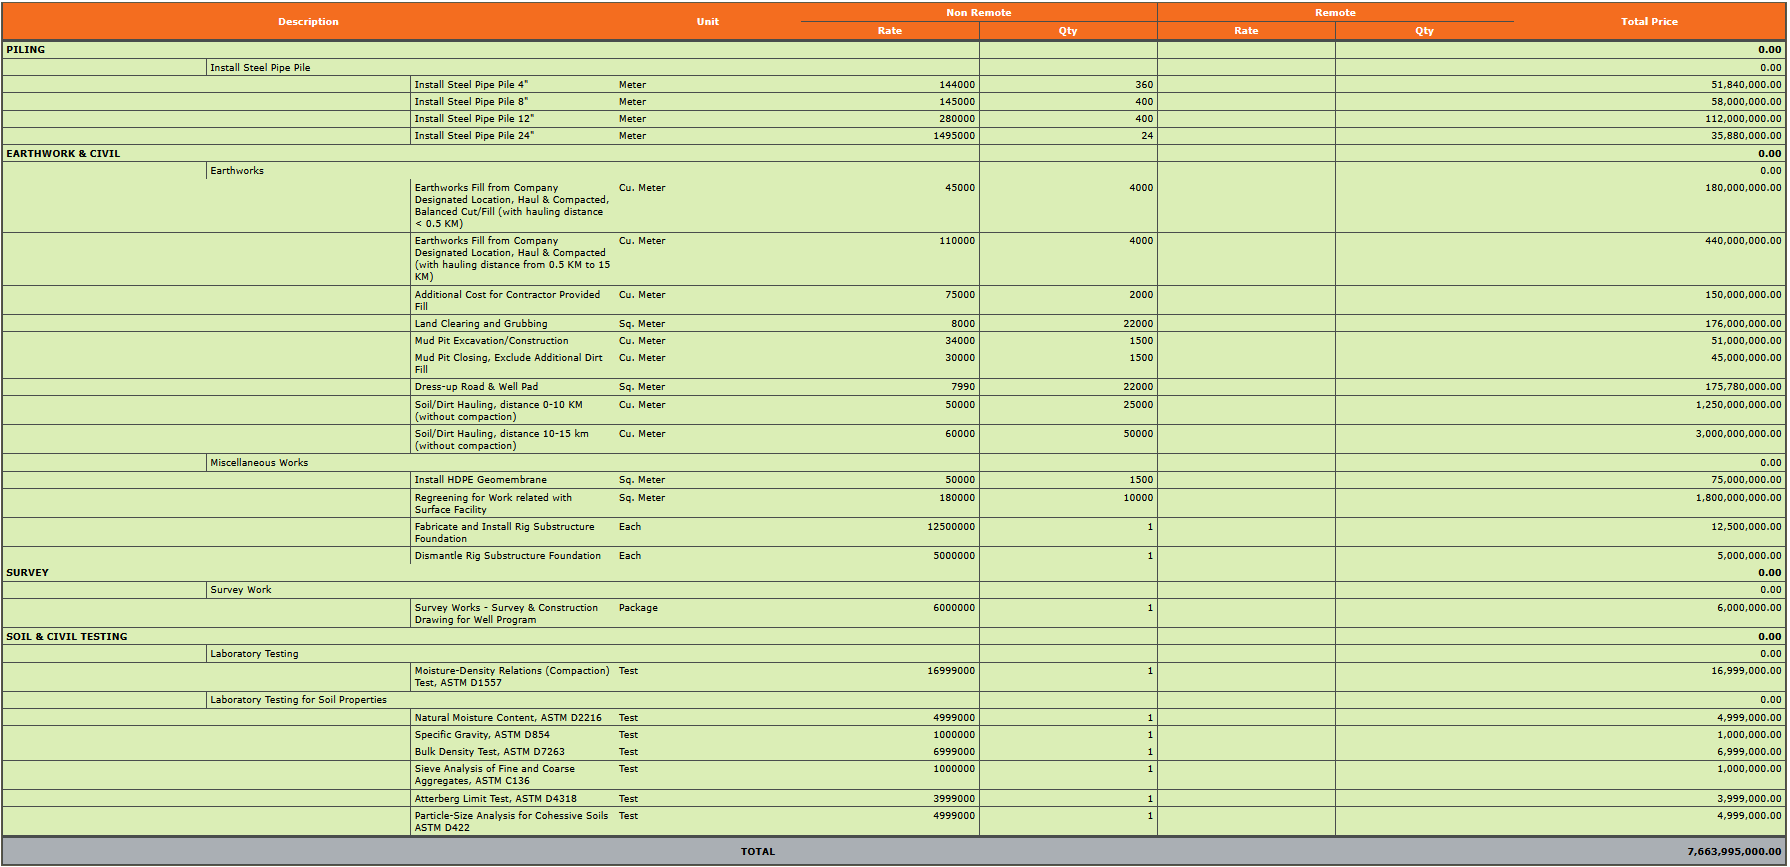 Description Unit Non Remote Remote Total Price
Rate Qty Rate Qty
PILING 0.00
Install Steel Pipe Pile 0.00
Install Steel Pipe Pile 4" Meter 144000 360 51,840,000.00
Install Steel Pipe Pile 8" Meter 145000 400 58,000,000.00
Install Steel Pipe Pile 12" Meter 280000 400 112,000,000.00
Install Steel Pipe Pile 24" Meter 1495000 24 35,880,000.00
EARTHWORK & CIVIL 0.00
Earthworks 0.00
Earthworks Fill from Company Cu. Meter 45000 4000 180,000,000.00
Designated Location, Haul & Compacted,
Balanced Cut/Fill (with hauling distance
< 0.5 KM)
Earthworks Fill from Company Cu. Meter 110000 4000 440,000,000.00
Designated Location, Haul & Compacted
(with hauling distance from 0.5 KM to 15
KM)
Additional Cost for Contractor Provided Cu. Meter 75000 2000 150,000,000.00
Fill
Land Clearing and Grubbing Sq. Meter 8000 22000 176,000,000.00
Mud Pit Excavation/Construction Cu. Meter 34000 1500 51,000,000.00
Mud Pit Closing, Exclude Additional Dirt Cu. Meter 30000 1500 45,000,000.00
Fill
Dress-up Road & Well Pad Sq. Meter 7990 22000 175,780,000.00
Soil/Dirt Hauling, distance 0-10 KM Cu. Meter 50000 25000 1,250,000,000.00
(without compaction)
Soil/Dirt Hauling, distance 10-15 km Cu. Meter 60000 50000 3,000,000,000.00
(without compaction)
Miscellaneous Works 0.00
Install HDPE Geomembrane Sq. Meter 50000 1500 75,000,000.00
Regreening for Work related with Sq. Meter 180000 10000 1,800,000,000.00
Surface Facility
Fabricate and Install Rig Substructure Each 12500000 1 12,500,000.00
Foundation
Dismantle Rig Substructure Foundation Each 5000000 1 5,000,000.00
SURVEY 0.00
Survey Work 0.00
Survey Works - Survey & Construction Package 6000000 1 6,000,000.00
Drawing for Well Program
SOIL & CIVIL TESTING 0.00
Laboratory Testing 0.00
Moisture-Density Relations (Compaction) Test 16999000 1 16,999,000.00
Test, ASTM D1557
Laboratory Testing for Soil Properties 0.00
Natural Moisture Content, ASTM D2216 Test 4999000 1 4,999,000.00
Specific Gravity, ASTM D854 Test 1000000 1 1,000,000.00
Bulk Density Test, ASTM D7263 Test 6999000 1 6,999,000.00
Sieve Analysis of Fine and Coarse Test 1000000 1 1,000,000.00
Aggregates, ASTM C136
Atterberg Limit Test, ASTM D4318 Test 3999000 1 3,999,000.00
Particle-Size Analysis for Cohessive Soils Test 4999000 1 4,999,000.00
ASTM D422
TOTAL 7,663,995,000.00